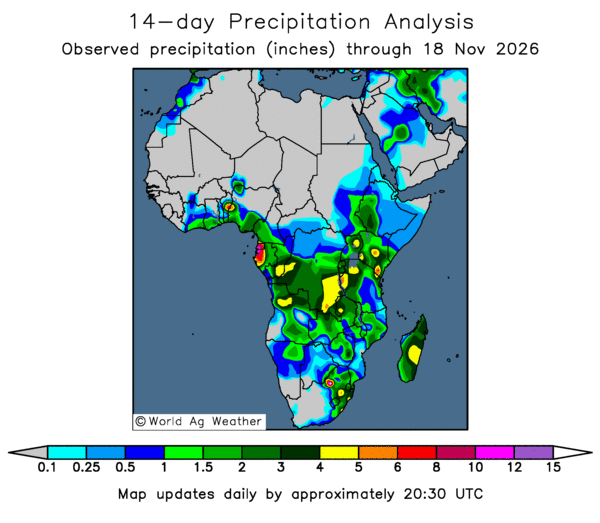 14-day Precipitation Analysis
Observed precipitation (inches) through 18 Nov 2026
© World Ag Weather
0.1 0.25 0.5 1 1.5 2 3 4 5 6 8 10 12 15
Map updates daily by approximately 20:30 UTC